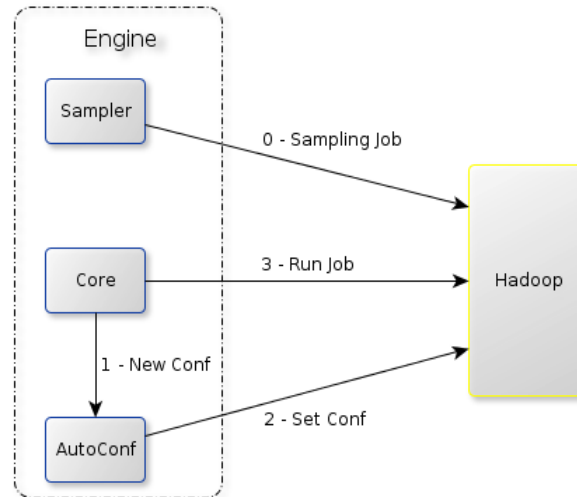 Engine
Sampler
0 - Sampling Job
Core
3 - Run Job
Hadoop
1 - New Conf
AutoConf
2 - Set Conf